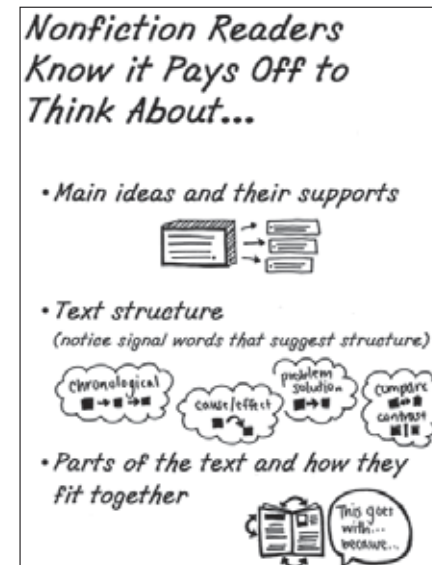 Nonfiction Readers
Know it Pays Off to
Think About...
• Main ideas and their supports
• Text structure
(notice signal words that suggest structure)
chronological
cause/effect
problem
solution
compare
contrast
• Parts of the text and how they
fit together
This goes
with...
because...